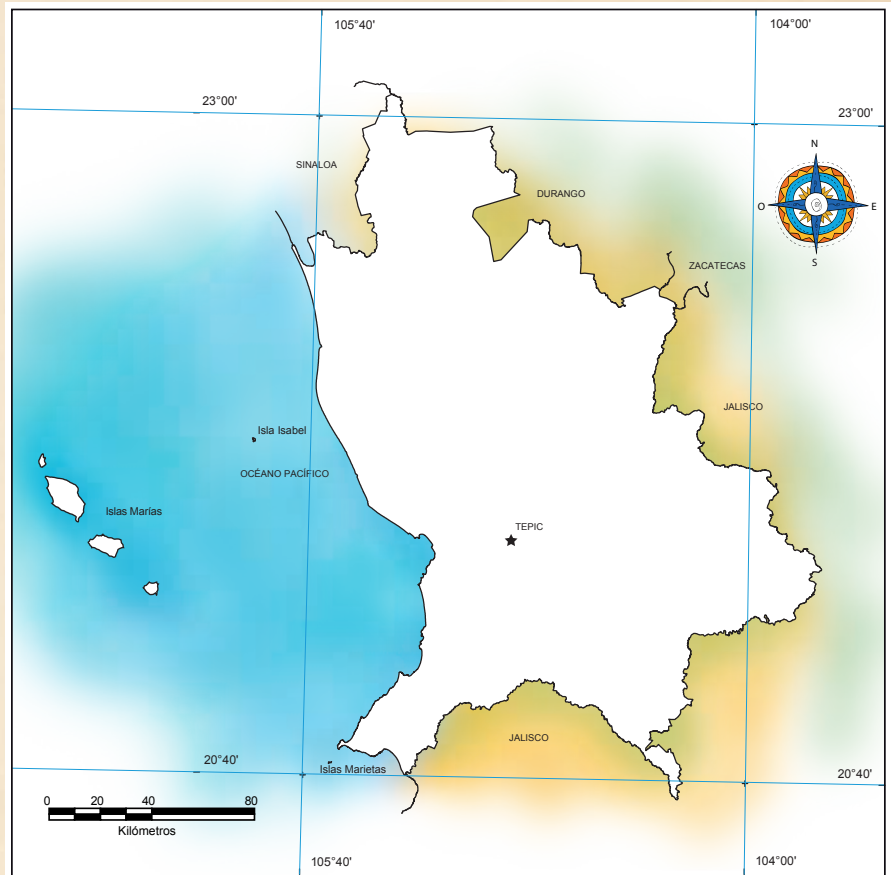 105°40'
104°00'
23°00'
23°00'
N
SINALOA
DURANGO
O
E
S
ZACATECAS
JALISCO
Isla Isabel
OCÉANO PACÍFICO
Islas Marías
TEPIC
JALISCO
20°40'
Islas Marietas
20°40'
0 20 40 80
Kilómetros
105°40'
104°00'